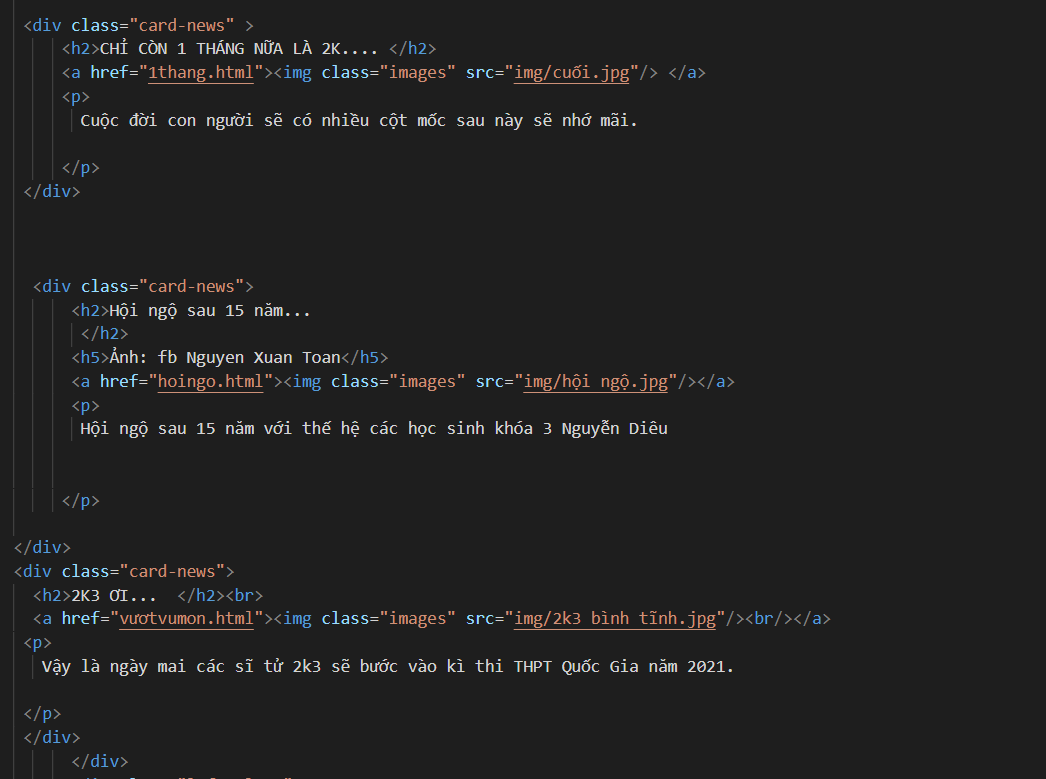 <div class="card-news" >
<h2>CHỈ CÒN 1 THÁNG NỮA LÀ 2K.... </h2>
<a href="1thang.html"><img class="images" src="img/cuối.jpg"/> </a>
<p>
Cuộc đời con người sẽ có nhiều cột mốc sau này sẽ nhớ mãi.
</p>
</div>
<div class="card-news">
<h2>Hội ngộ sau 15 năm...
</h2>
<h5>Ảnh: fb Nguyen Xuan Toan</h5>
<a href="hoingo.html"><img class="images" src="img/hội ngộ.jpg"/></a>
<p>
Hội ngộ sau 15 năm với thế hệ các học sinh khóa 3 Nguyễn Diêu
</p>
</div>
<div class="card-news">
<h2>2K3 ƠI...  </h2><br>
<a href="vươtvumon.html"><img class="images" src="img/2k3 bình tĩnh.jpg"/><br/></a>
<p>
Vậy là ngày mai các sĩ tử 2k3 sẽ bước vào kì thi THPT Quốc Gia năm 2021.
</p>
</div>
</div>